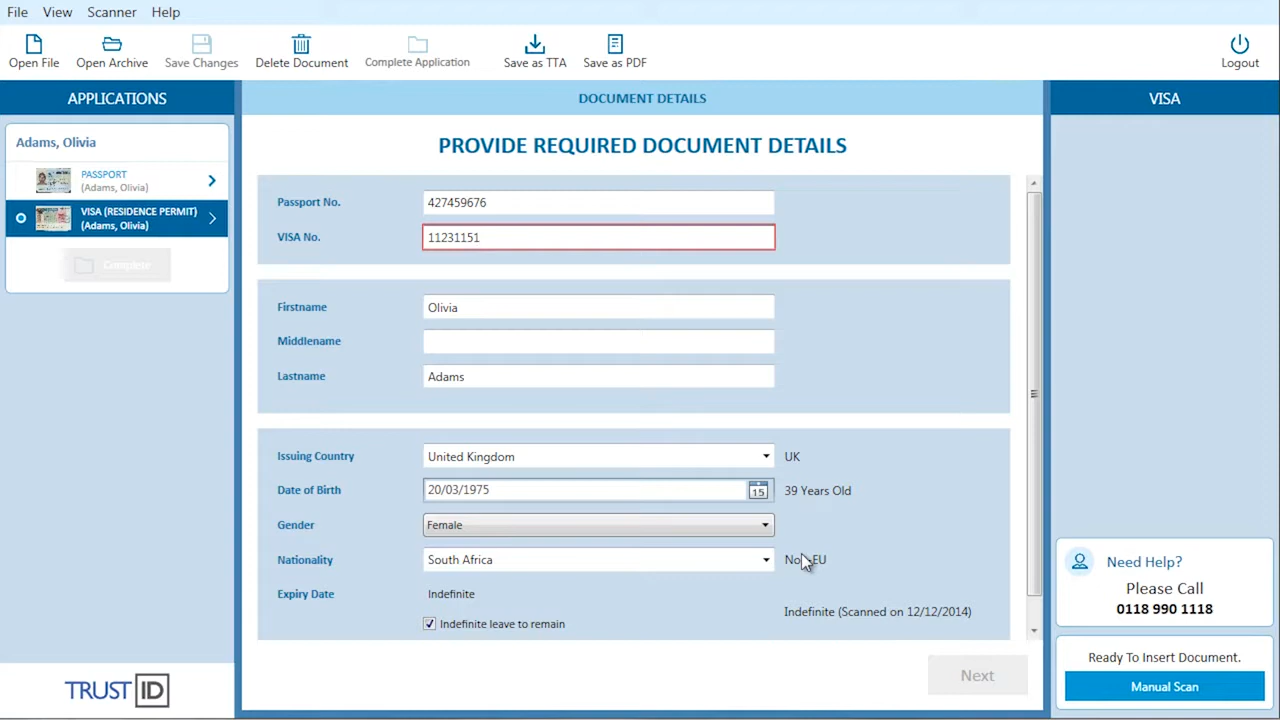 File View Scanner Help
Open File Open Archive Save Changes Delete Document Complete Application Save as TTA Save as PDF Logout
APPLICATIONS
Adams, Olivia
PASSPORT
(Adams, Olivia)
VISA (RESIDENCE PERMIT)
(Adams, Olivia)
Complete
TRUST ID
DOCUMENT DETAILS
PROVIDE REQUIRED DOCUMENT DETAILS
Passport No. 427459676
VISA No. 11231151
Firstname Olivia
Middlename
Lastname Adams
Issuing Country United Kingdom UK
Date of Birth 20/03/1975 15 39 Years Old
Gender Female
Nationality South Africa EU
Expiry Date Indefinite
Indefinite (Scanned on 12/12/2014)
Indefinite leave to remain
Next
VISA
Need Help?
Please Call
0118 990 1118
Ready To Insert Document.
Manual Scan